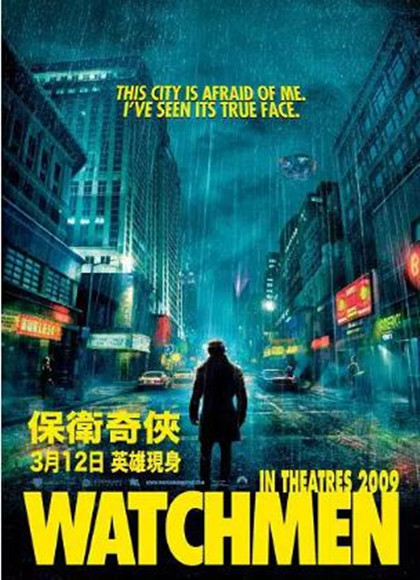 THIS CITY IS AFRAID OF ME.
I'VE SEEN ITS TRUE FACE.
BURLESK
保衛奇俠
3月12日 英雄現身
IN THEATRES 2009
WATCHMEN